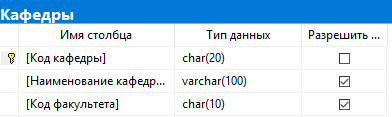 Кафедры
Имя столбца Тип данных Разрешить ...
[Код кафедры] char(20)
[Наименование кафедр... varchar(100)
[Код факультета] char(10)